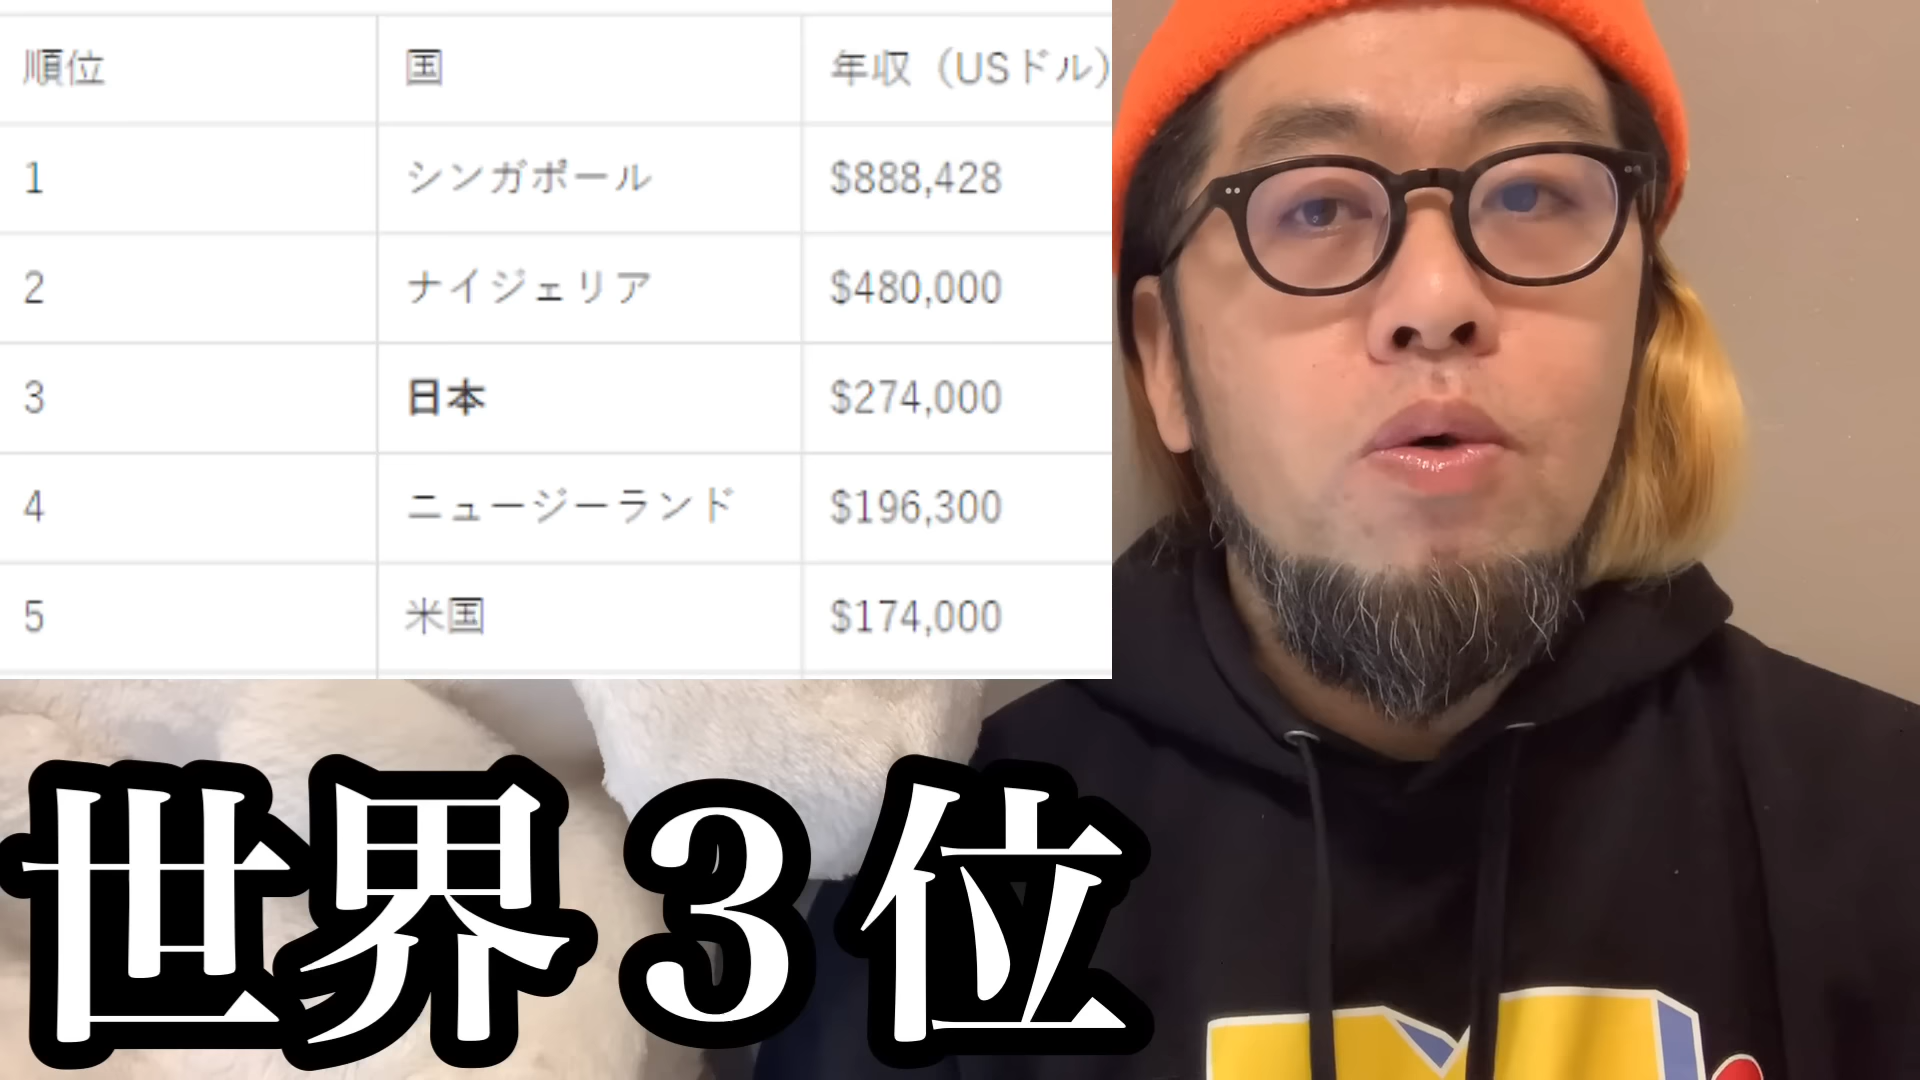 順位 国 年収（USドル）
1 シンガポール $888,428
2 ナイジェリア $480,000
3 日本 $274,000
4 ニュージーランド $196,300
5 米国 $174,000
世界３位